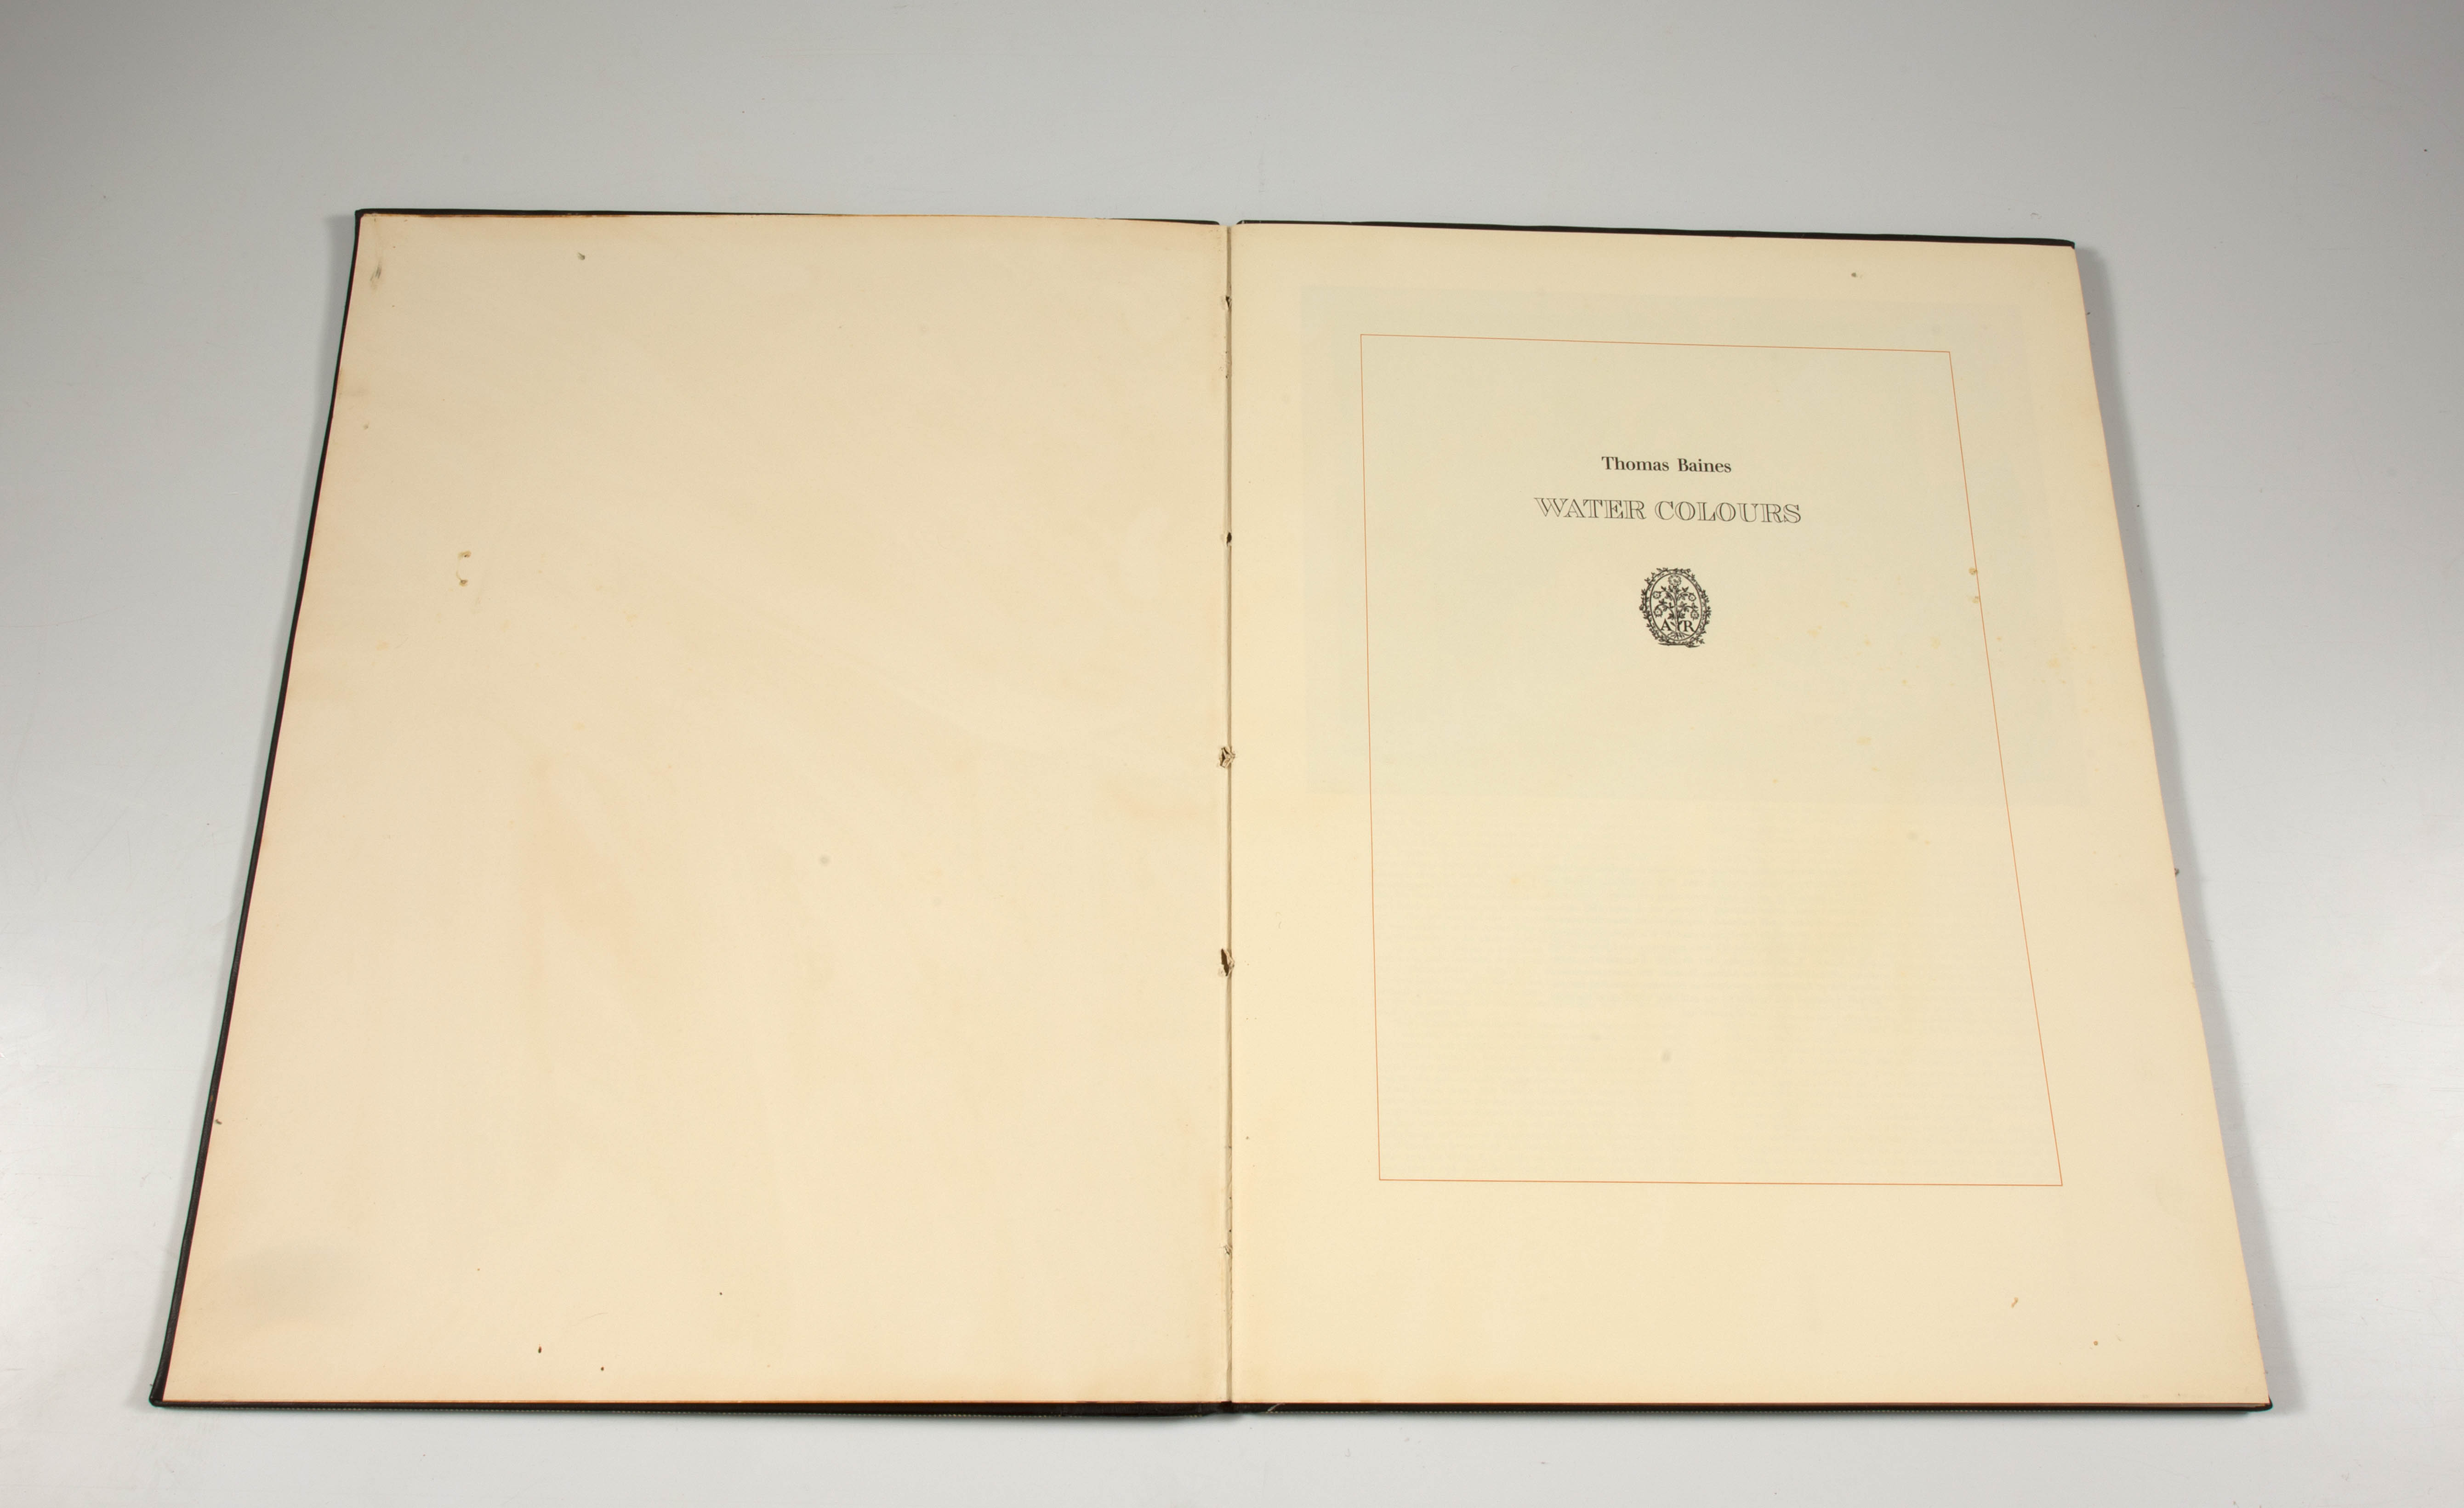 Thomas Baines
WATER COLOURS
A R